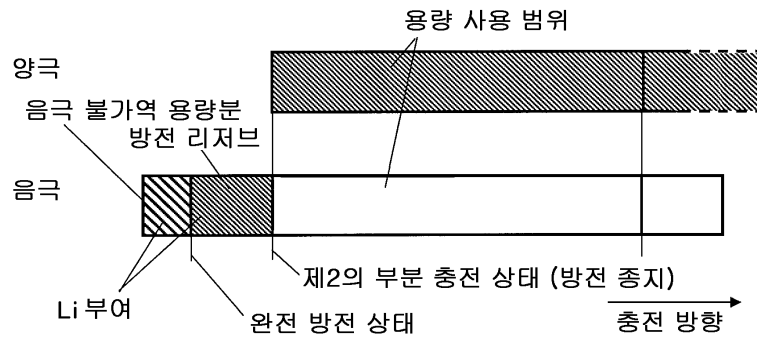 용량 사용 범위
양극
음극 불가역 용량분
방전 리저브
음극
제2의 부분 충전 상태 (방전 종지)
Li 부여
완전 방전 상태
충전 방향